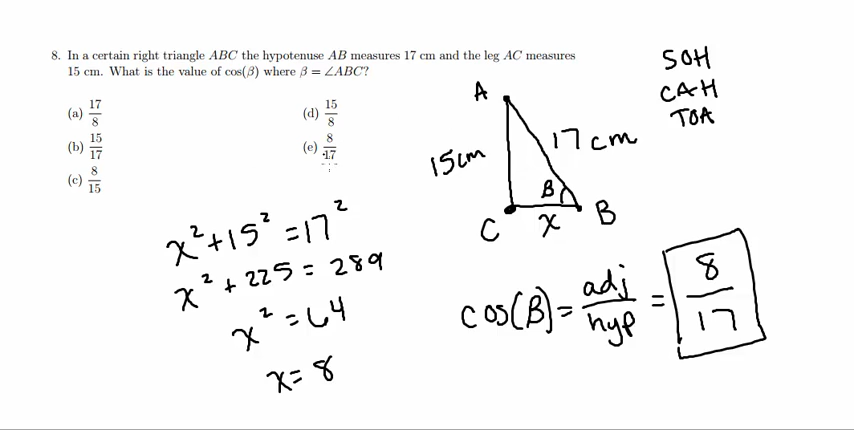 8. In a certain right triangle ABC the hypotenuse AB measures 17 cm and the leg AC measures
15 cm. What is the value of cos(β) where β = ∠ABC?
(a) 17/8
(b) 15/17
(c) 8/15
(d) 15/8
(e) 8/17
SOH
CAH
TOA
A
15cm
17cm
B
C
x
B
x² + 15² = 17²
x² + 225 = 289
x² = 64
x = 8
cos(B) = adj/hyp = 8/17